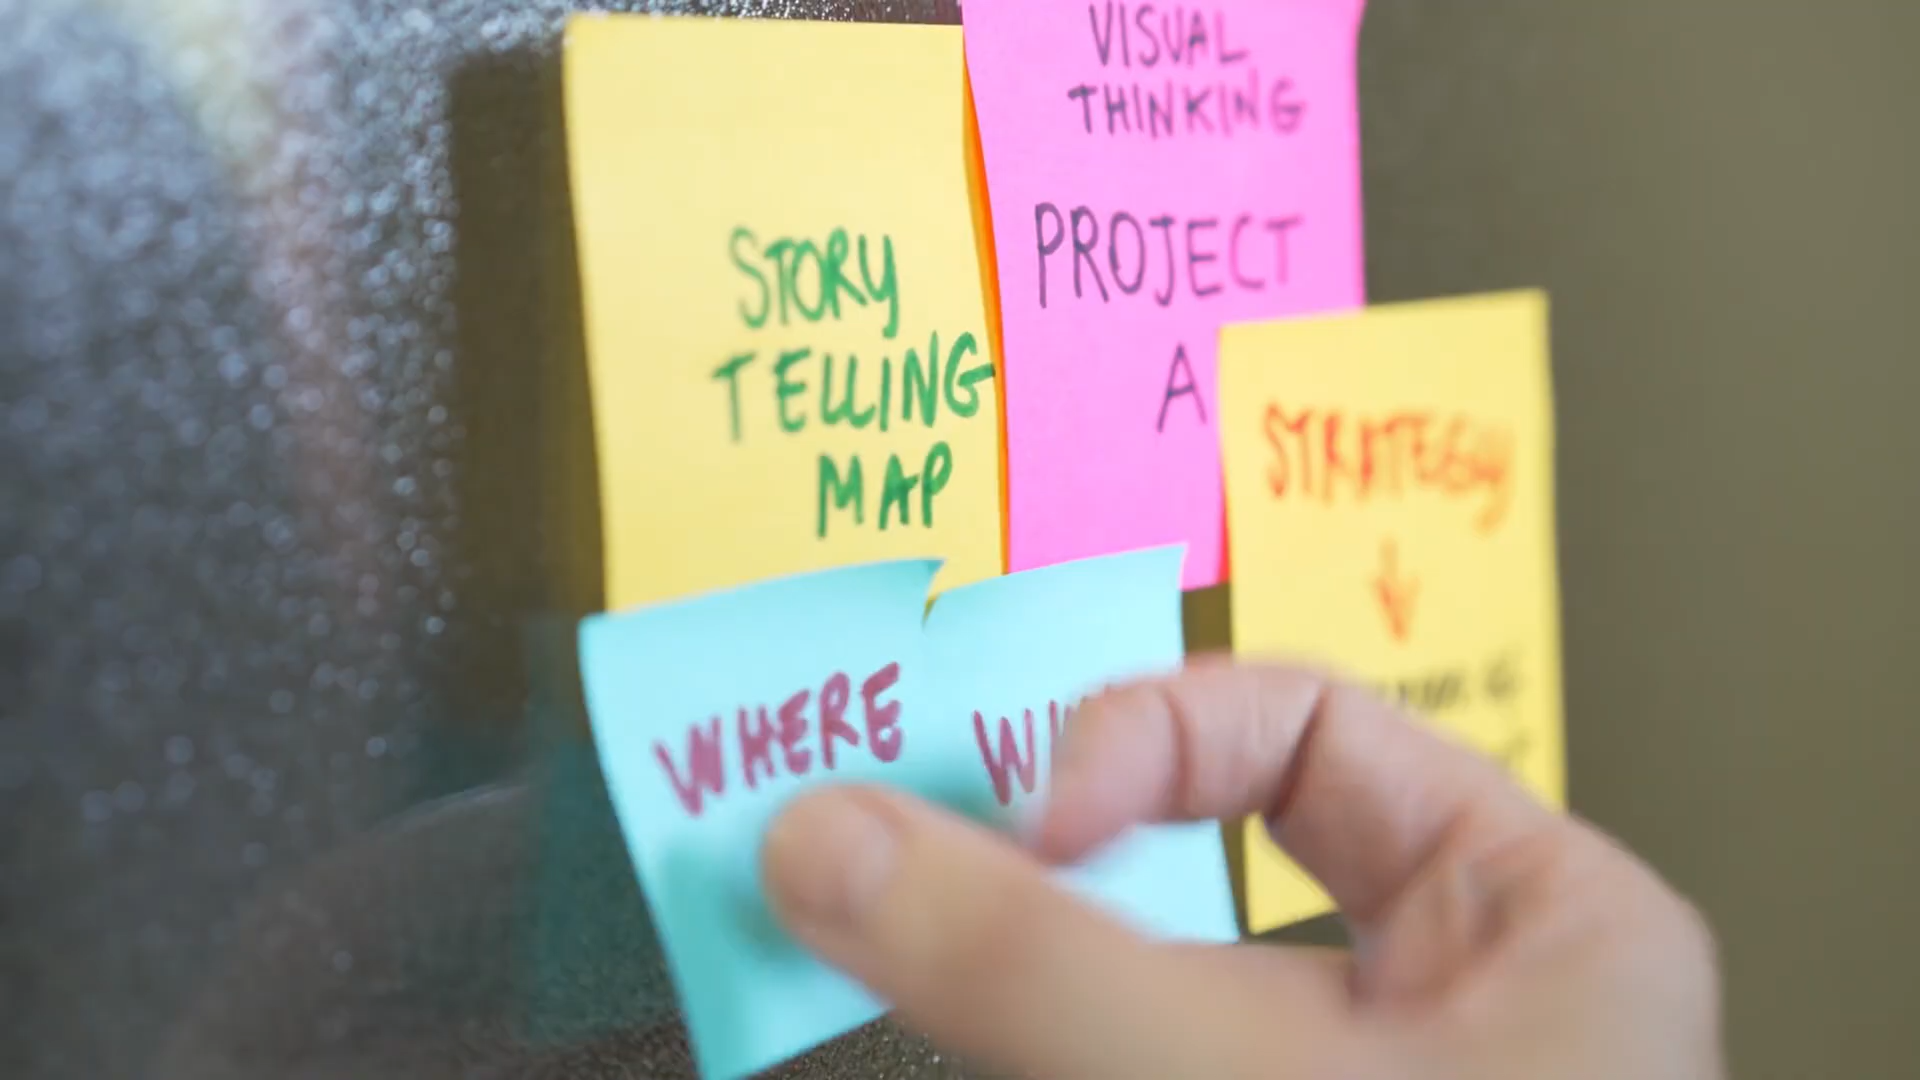 VISUAL
THINKING
PROJECT
A
STORY
TELLING
MAP
STRATEGY
WHERE